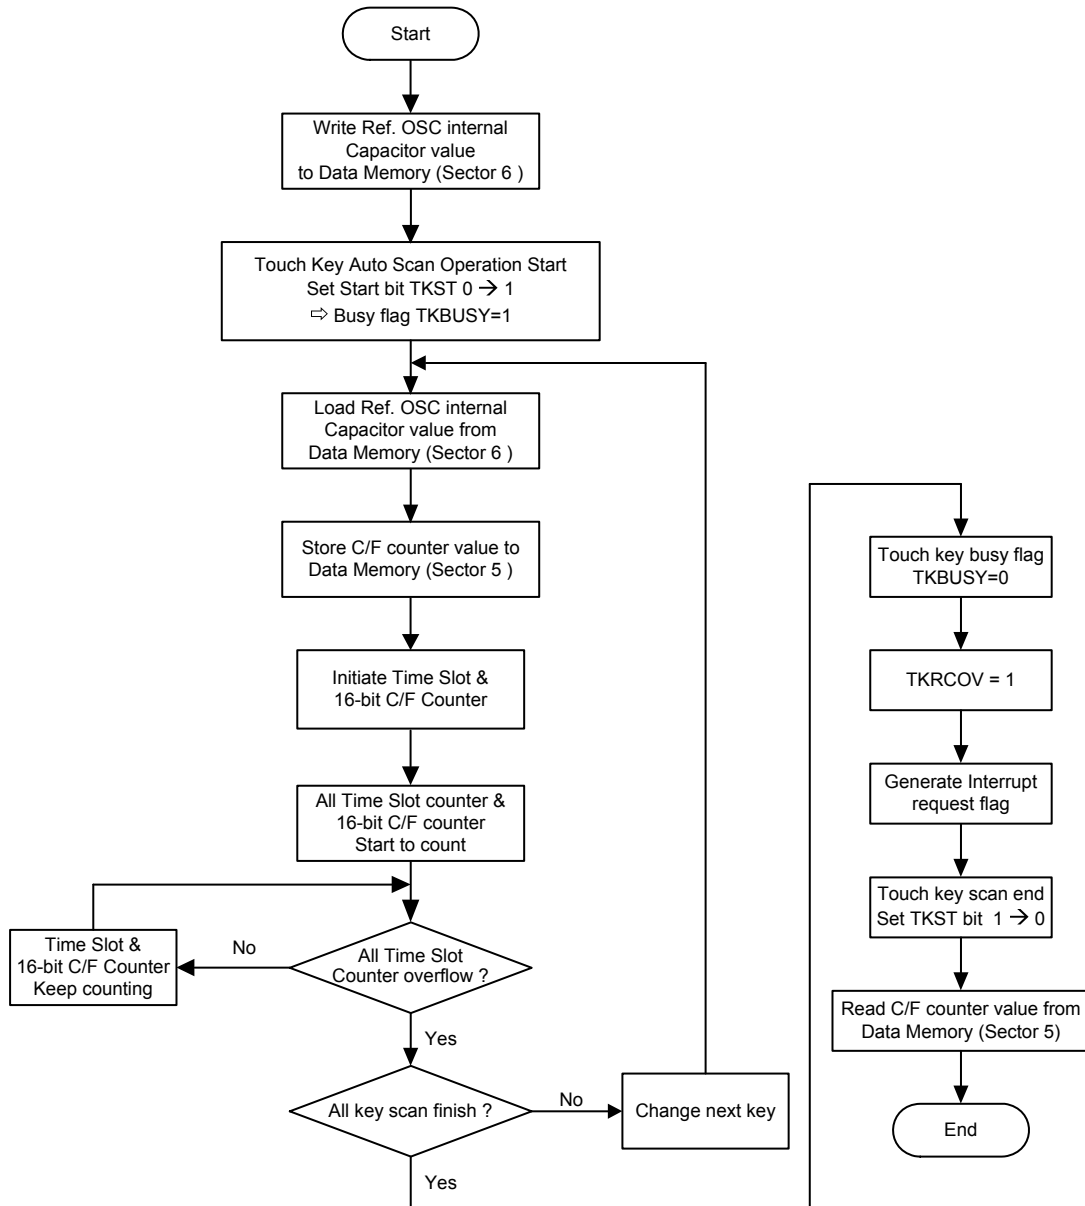 Start
Write Ref. OSC internal
Capacitor value
to Data Memory (Sector 6 )
Touch Key Auto Scan Operation Start
Set Start bit TKST 0 → 1
⇨ Busy flag TKBUSY=1
Load Ref. OSC internal
Capacitor value from
Data Memory (Sector 6 )
Store C/F counter value to
Data Memory (Sector 5 )
Initiate Time Slot &
16-bit C/F Counter
All Time Slot counter &
16-bit C/F counter
Start to count
All Time Slot
Counter overflow ?
No
Time Slot &
16-bit C/F Counter
Keep counting
Yes
All key scan finish ?
No
Change next key
Yes
Touch key busy flag
TKBUSY=0
TKRCOV = 1
Generate Interrupt
request flag
Touch key scan end
Set TKST bit 1 → 0
Read C/F counter value from
Data Memory (Sector 5)
End